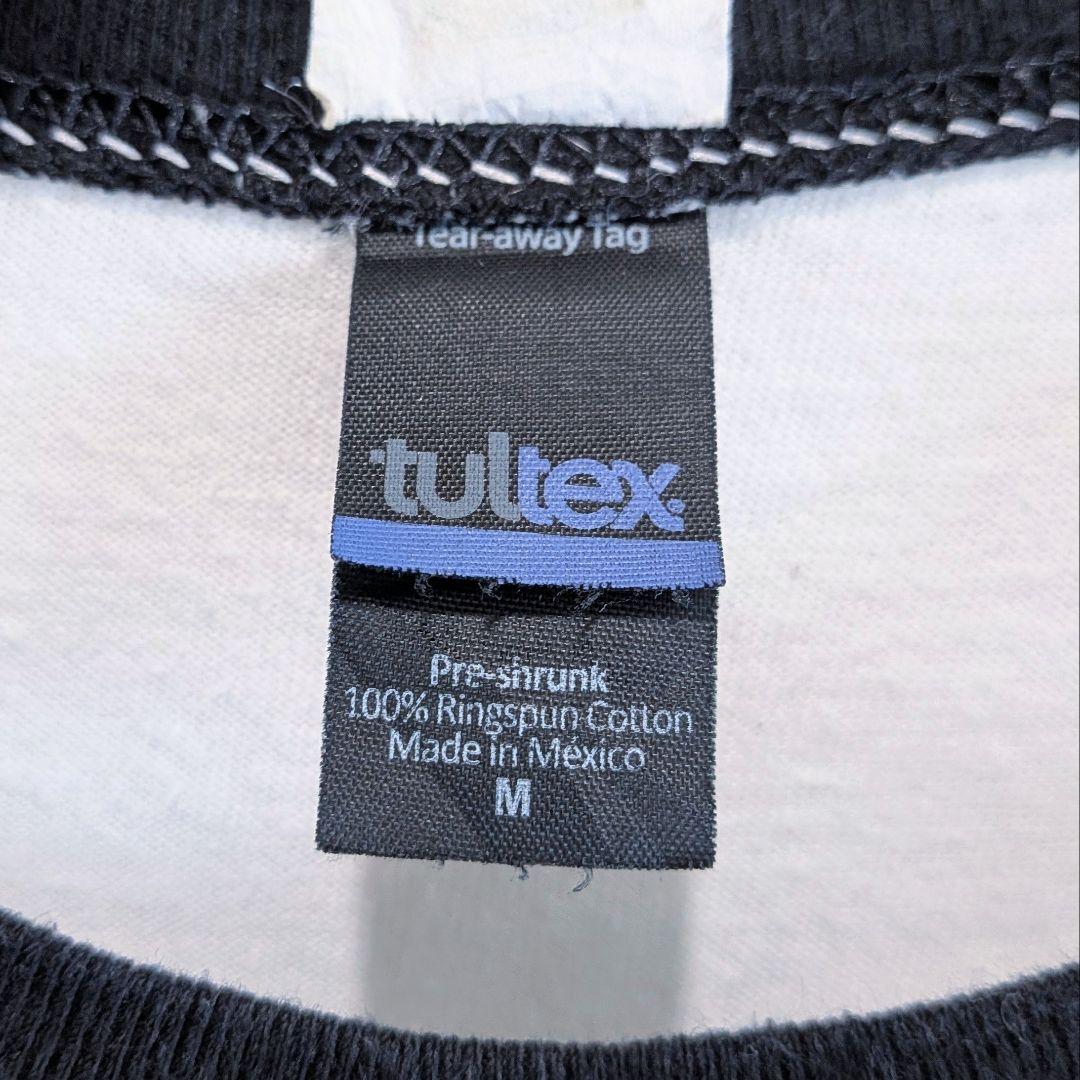 Tear-away Tag
tultex
Pre-shrunk
100% Ringspun Cotton
Made in México
M